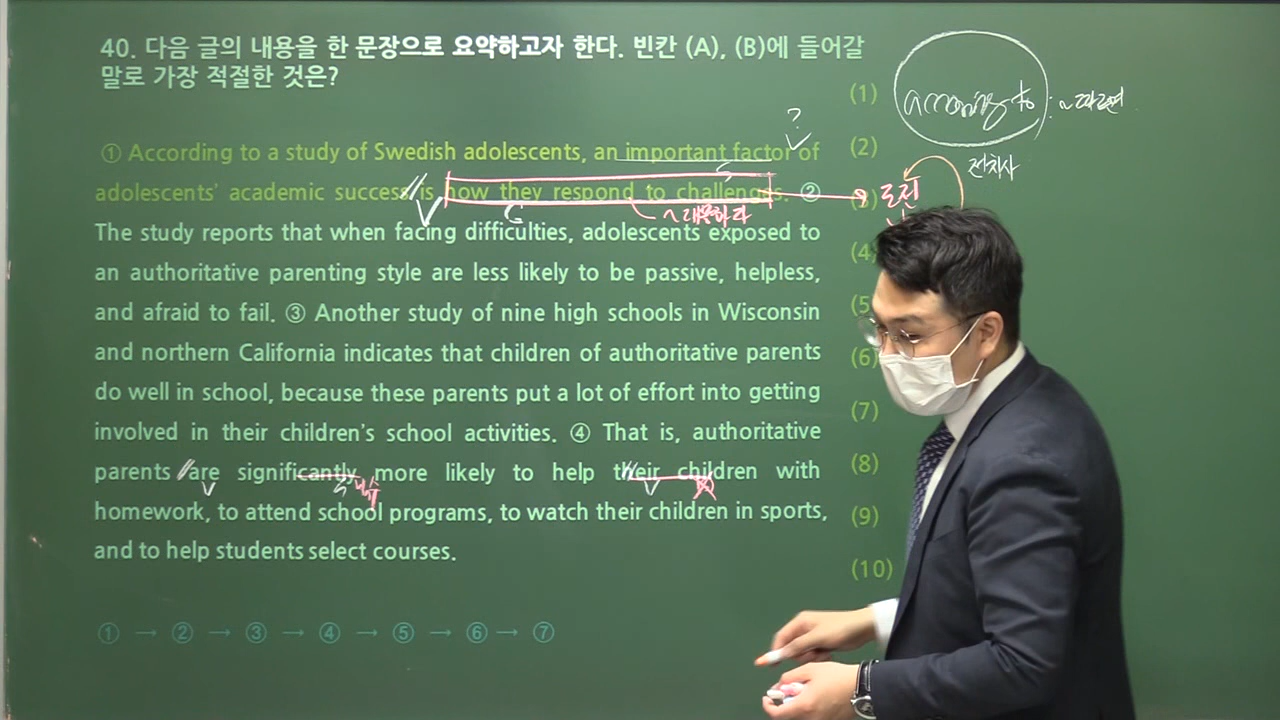 40. 다음 글의 내용을 한 문장으로 요약하고자 한다. 빈칸 (A), (B)에 들어갈
말로 가장 적절한 것은?
① According to a study of Swedish adolescents, an important factor of
adolescents' academic success is how they respond to challenges. ②
The study reports that when facing difficulties, adolescents exposed to
an authoritative parenting style are less likely to be passive, helpless,
and afraid to fail. ③ Another study of nine high schools in Wisconsin
and northern California indicates that children of authoritative parents
do well in school, because these parents put a lot of effort into getting
involved in their children's school activities. ④ That is, authoritative
parents are significantly more likely to help their children with
homework, to attend school programs, to watch their children in sports,
and to help students select courses.
① → ② → ③ → ④ → ⑤ → ⑥ → ⑦
?
S
(1)
(2)
(4)
(5)
(6)
(7)
(8)
(9)
(10)
: ~따르면
전치사
도전